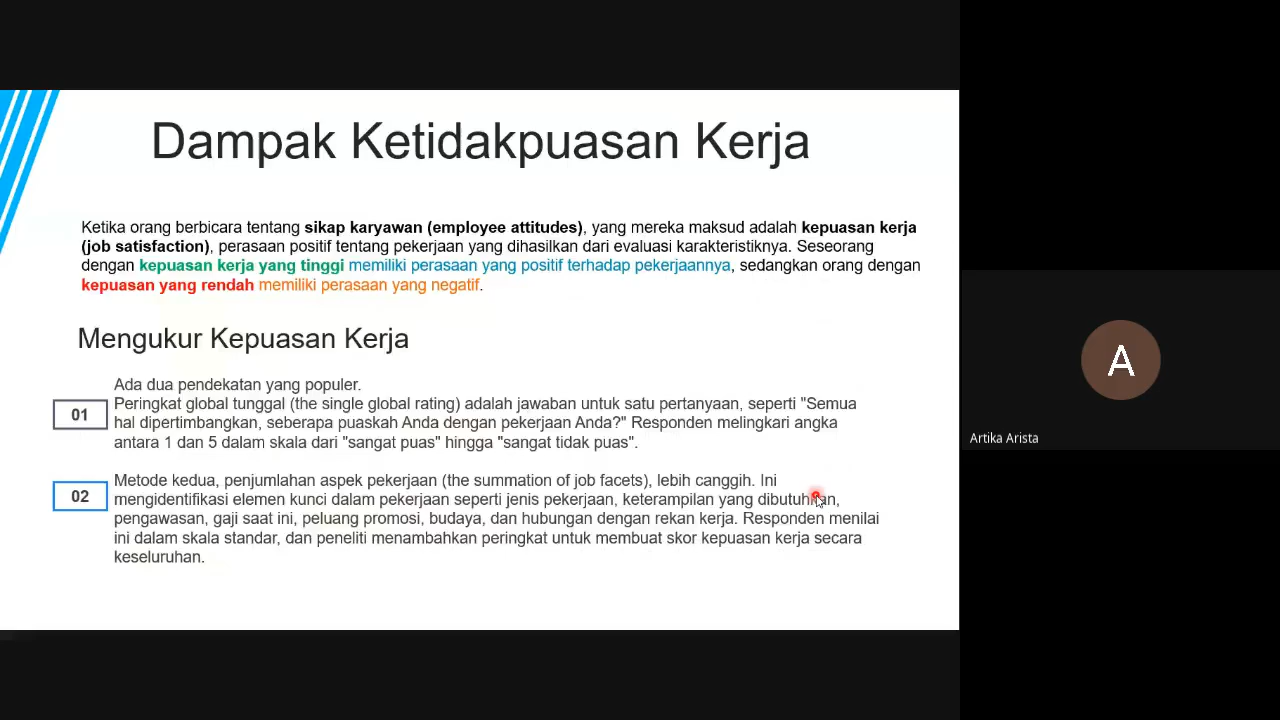 Dampak Ketidakpuasan Kerja
Ketika orang berbicara tentang sikap karyawan (employee attitudes), yang mereka maksud adalah kepuasan kerja
(job satisfaction), perasaan positif tentang pekerjaan yang dihasilkan dari evaluasi karakteristiknya. Seseorang
dengan kepuasan kerja yang tinggi memiliki perasaan yang positif terhadap pekerjaannya, sedangkan orang dengan
kepuasan yang rendah memiliki perasaan yang negatif.
Mengukur Kepuasan Kerja
01
Ada dua pendekatan yang populer.
Peringkat global tunggal (the single global rating) adalah jawaban untuk satu pertanyaan, seperti "Semua
hal dipertimbangkan, seberapa puaskah Anda dengan pekerjaan Anda?" Responden melingkari angka
antara 1 dan 5 dalam skala dari "sangat puas" hingga "sangat tidak puas".
02
Metode kedua, penjumlahan aspek pekerjaan (the summation of job facets), lebih canggih. Ini
mengidentifikasi elemen kunci dalam pekerjaan seperti jenis pekerjaan, keterampilan yang dibutuhkan,
pengawasan, gaji saat ini, peluang promosi, budaya, dan hubungan dengan rekan kerja. Responden menilai
ini dalam skala standar, dan peneliti menambahkan peringkat untuk membuat skor kepuasan kerja secara
keseluruhan.
A
Artika Arista